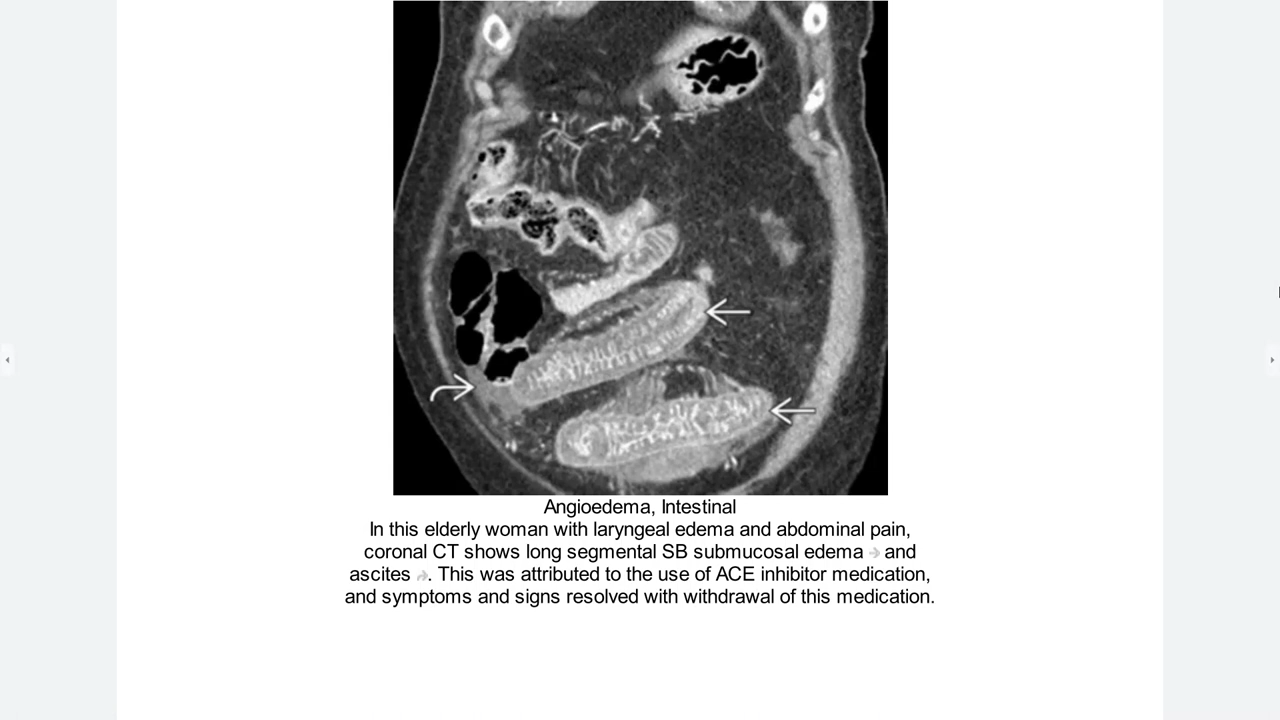 Angioedema, Intestinal
In this elderly woman with laryngeal edema and abdominal pain,
coronal CT shows long segmental SB submucosal edema → and
ascites ↷. This was attributed to the use of ACE inhibitor medication,
and symptoms and signs resolved with withdrawal of this medication.